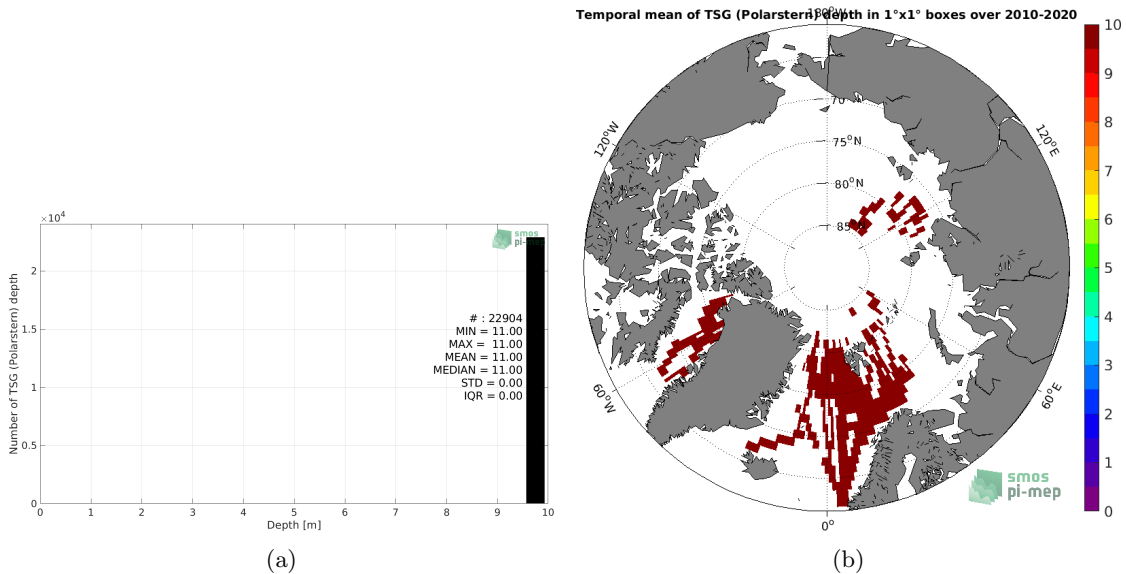 ×10⁴
2
1.5
1
0.5
0
Number of TSG (Polarstern) depth
smos
pi-mep
# : 22904
MIN = 11.00
MAX = 11.00
MEAN = 11.00
MEDIAN = 11.00
STD = 0.00
IQR = 0.00
0 1 2 3 4 5 6 7 8 9 10
Depth [m]
(a)
Temporal mean of TSG (Polarstern) depth in 1°x1° boxes over 2010-2020
180°W
120°W
120°E
70°N
75°N
80°N
85°N
60°W
60°E
0°
smos
pi-mep
10
9
8
7
6
5
4
3
2
1
0
(b)